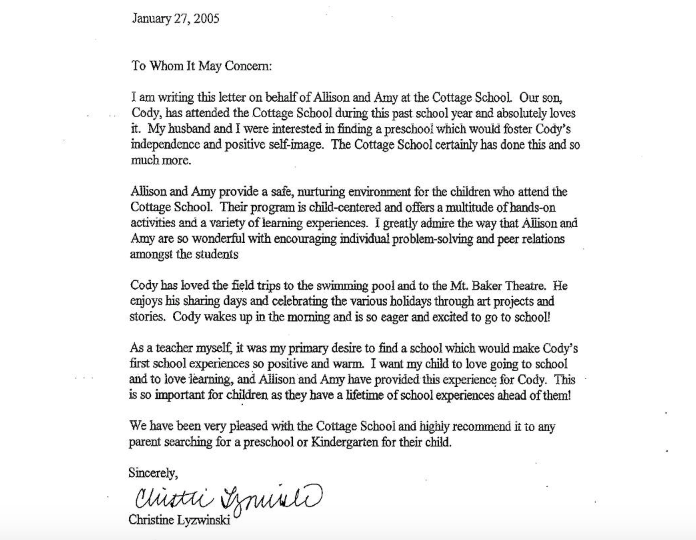 January 27, 2005
To Whom It May Concern:
I am writing this letter on behalf of Allison and Amy at the Cottage School.  Our son,
Cody, has attended the Cottage School during this past school year and absolutely loves
it.  My husband and I were interested in finding a preschool which would foster Cody's
independence and positive self-image.  The Cottage School certainly has done this and so
much more.
Allison and Amy provide a safe, nurturing environment for the children who attend the
Cottage School.  Their program is child-centered and offers a multitude of hands-on
activities and a variety of learning experiences.  I greatly admire the way that Allison and
Amy are so wonderful with encouraging individual problem-solving and peer relations
amongst the students
Cody has loved the field trips to the swimming pool and to the Mt. Baker Theatre.  He
enjoys his sharing days and celebrating the various holidays through art projects and
stories.  Cody wakes up in the morning and is so eager and excited to go to school!
As a teacher myself, it was my primary desire to find a school which would make Cody's
first school experiences so positive and warm.  I want my child to love going to school
and to love learning, and Allison and Amy have provided this experience for Cody.  This
is so important for children as they have a lifetime of school experiences ahead of them!
We have been very pleased with the Cottage School and highly recommend it to any
parent searching for a preschool or Kindergarten for their child.
Sincerely,
Christine Lyzwinski